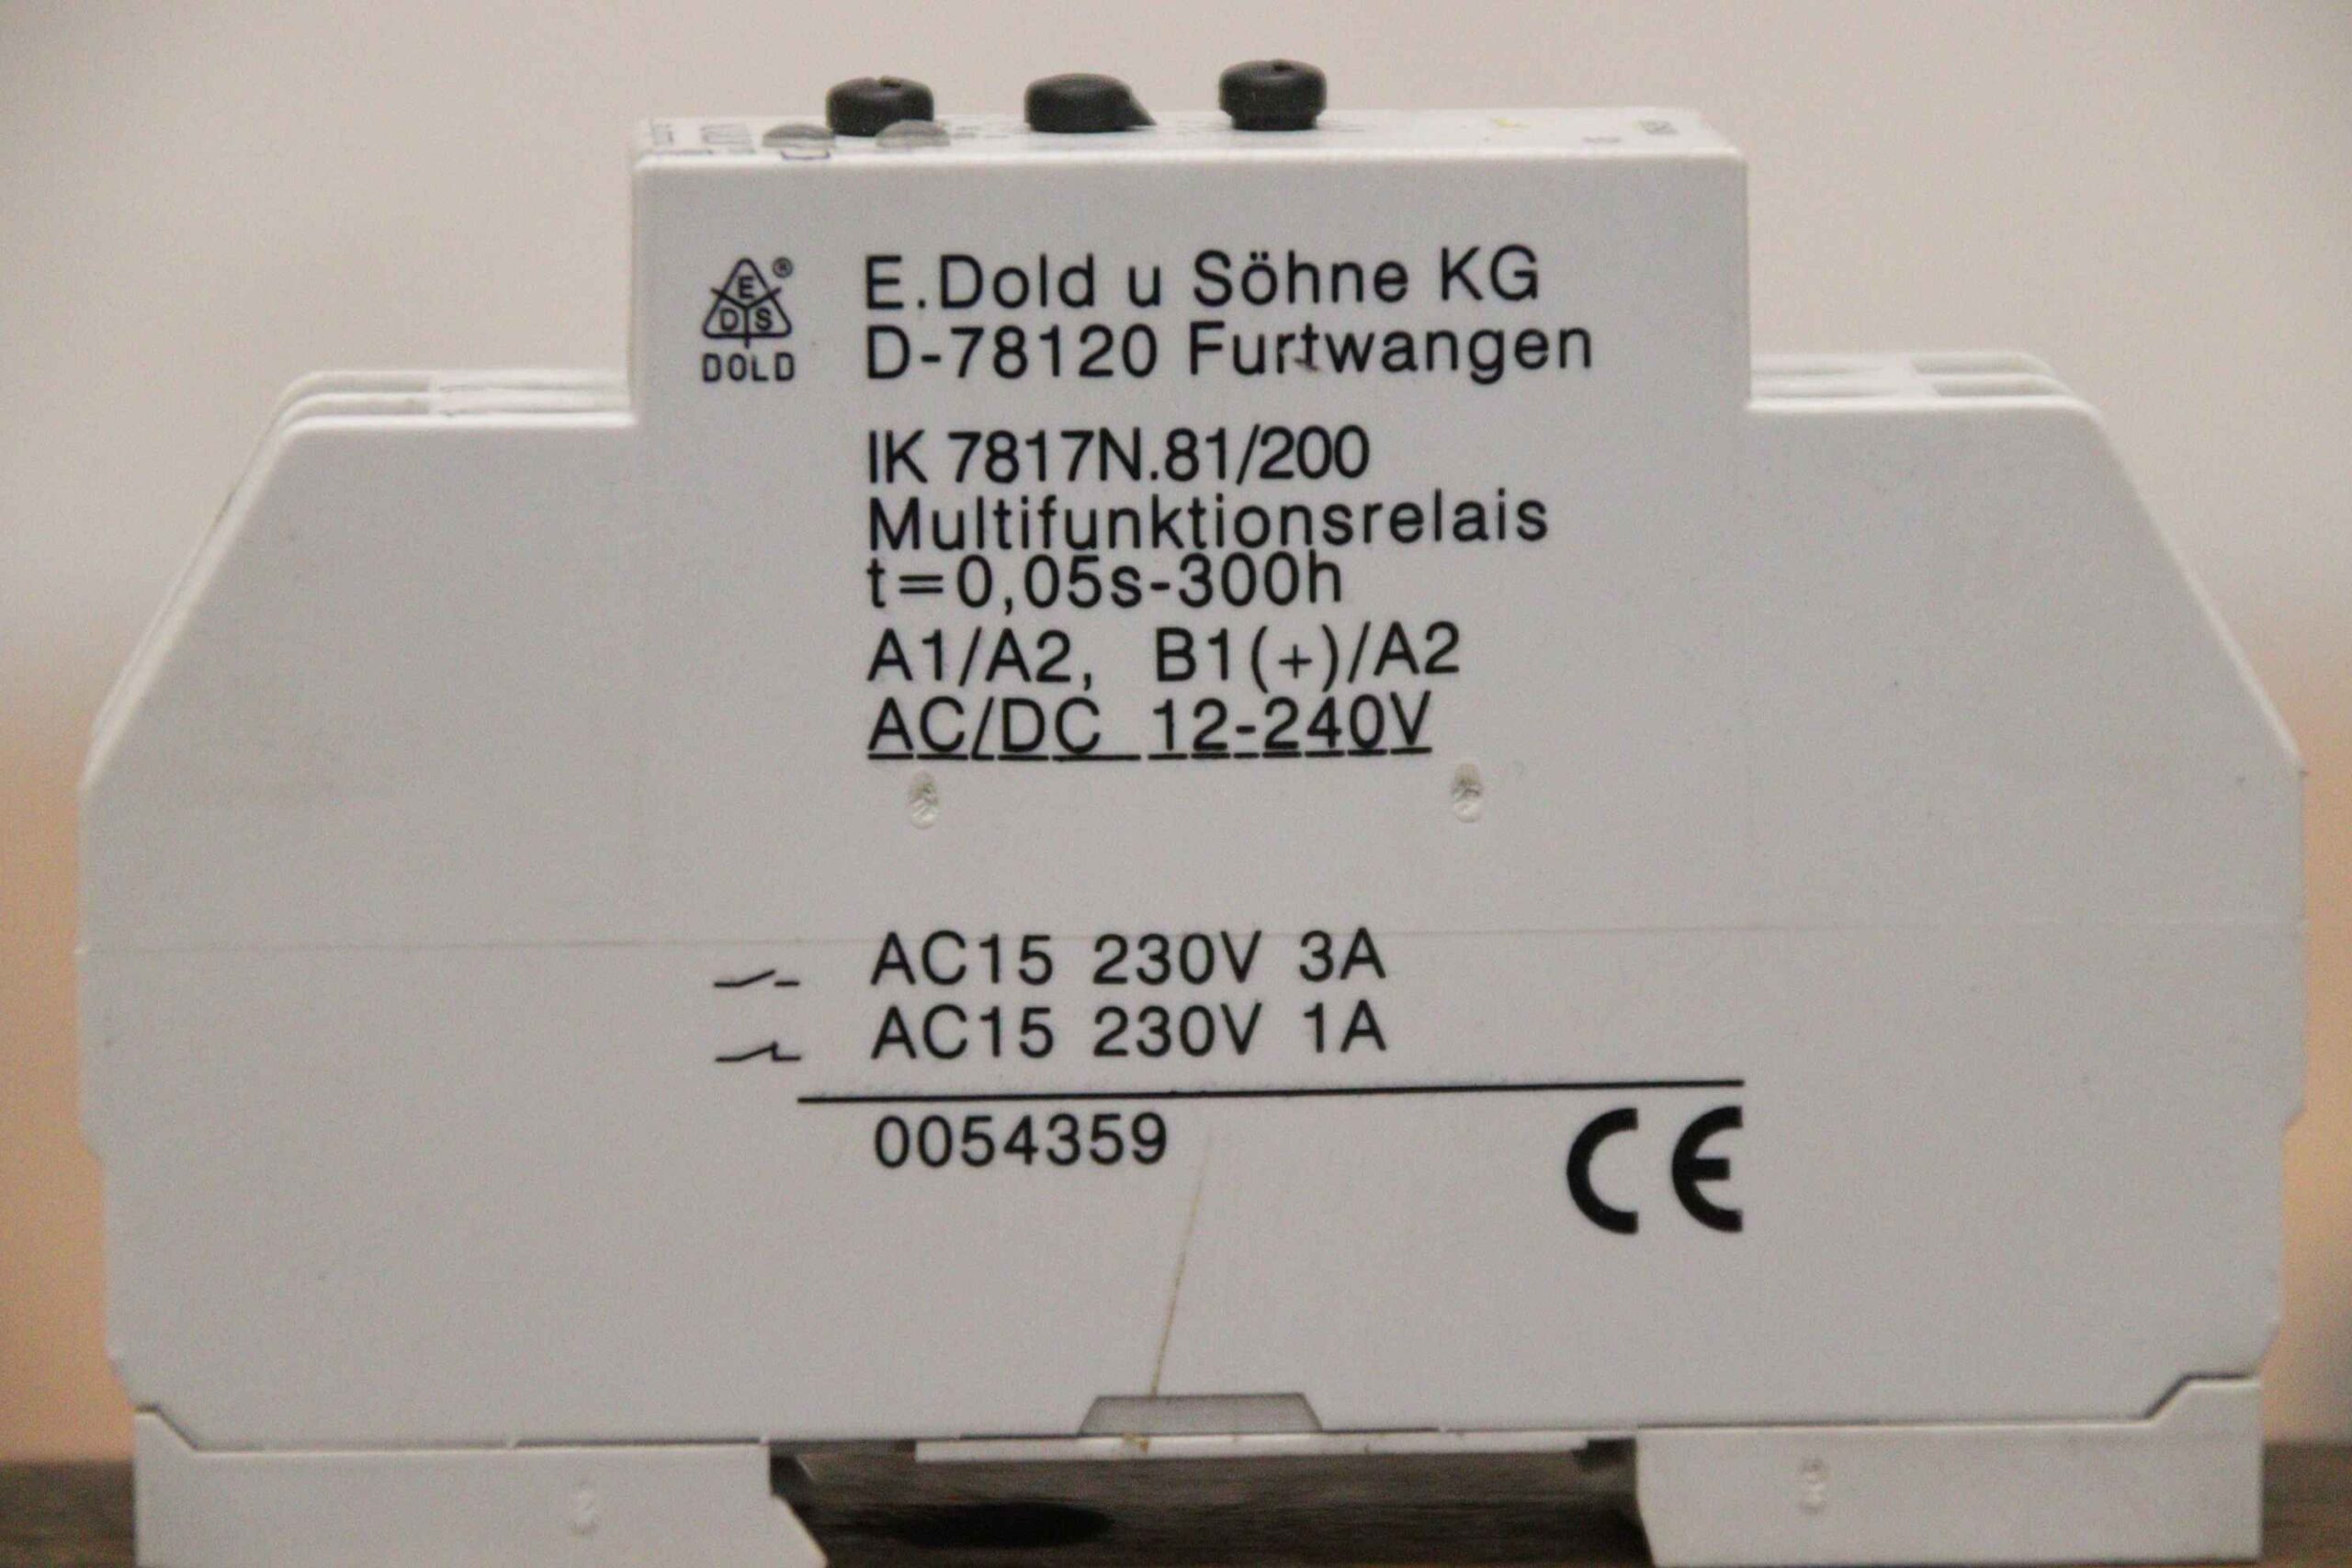 E
D S
®
DOLD
E.Dold u Söhne KG
D-78120 Furtwangen
IK 7817N.81/200
Multifunktionsrelais
t=0,05s-300h
A1/A2, B1(+)/A2
AC/DC 12-240V
AC15 230V 3A
AC15 230V 1A
0054359
CE